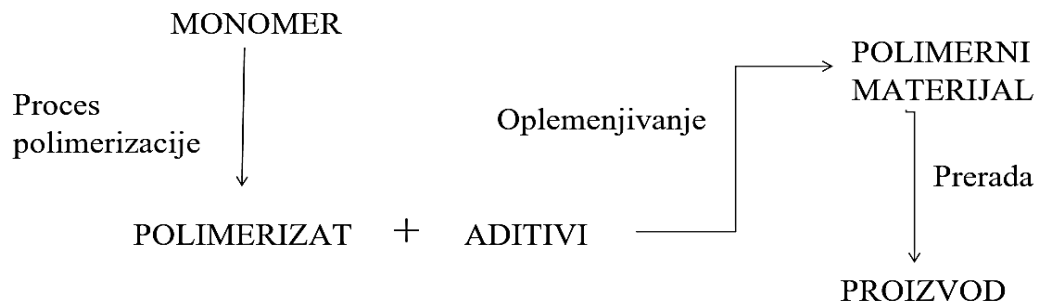 MONOMER
Proces
polimerizacije
POLIMERIZAT + ADITIVI
Oplemenjivanje
POLIMERNI
MATERIJAL
Prerada
PROIZVOD